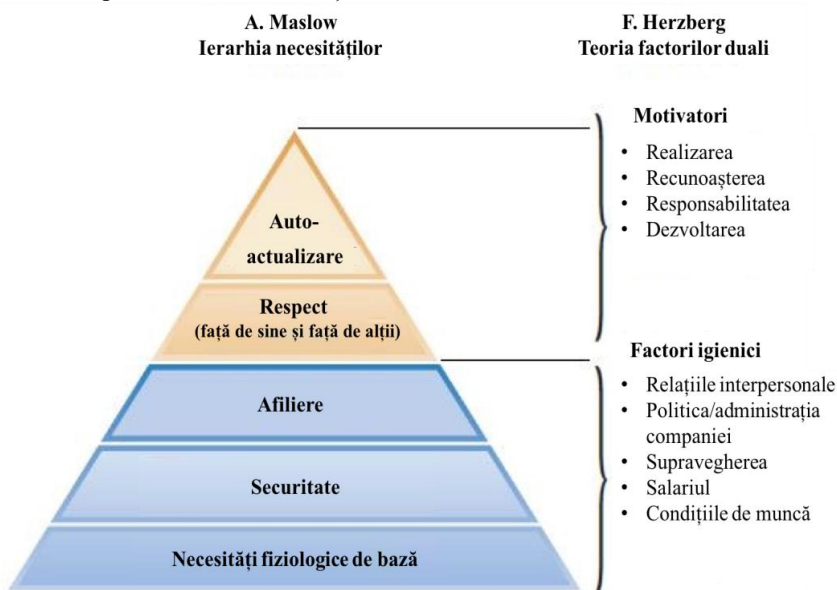 A. Maslow
Ierarhia necesităților
F. Herzberg
Teoria factorilor duali
Auto-
actualizare
Respect
(față de sine și față de alții)
Afiliere
Securitate
Necesități fiziologice de bază
Motivatori
• Realizarea
• Recunoașterea
• Responsabilitatea
• Dezvoltarea
Factori igienici
• Relațiile interpersonale
• Politica/administrația
companiei
• Supravegherea
• Salariul
• Condițiile de muncă